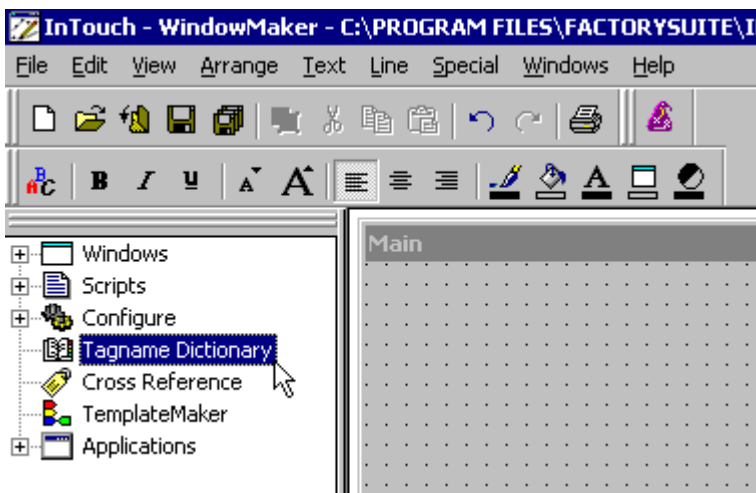 InTouch - WindowMaker - C:\PROGRAM FILES\FACTORYSUITE\I
File Edit View Arrange Text Line Special Windows Help
ABC B I U A A A
Main
Windows
Scripts
Configure
Tagname Dictionary
Cross Reference
TemplateMaker
Applications